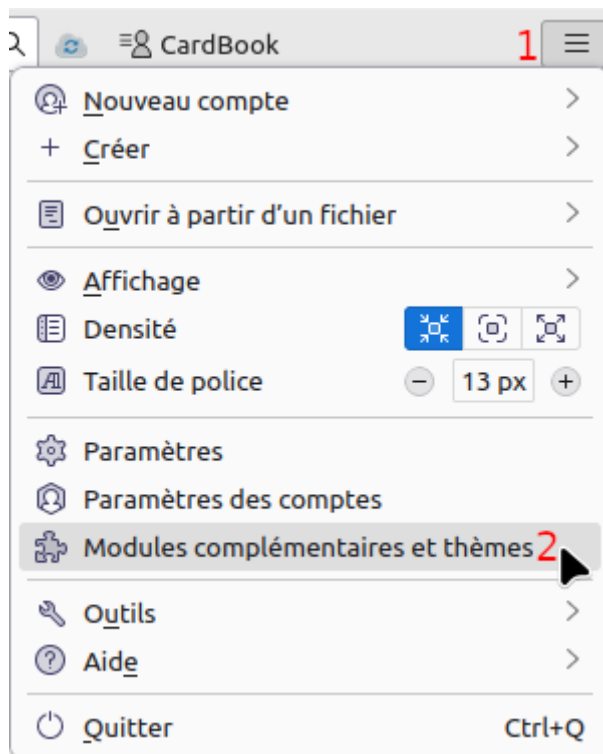 CardBook 1
Nouveau compte
Créer
Ouvrir à partir d’un fichier
Affichage
Densité
Taille de police 13 px
Paramètres
Paramètres des comptes
Modules complémentaires et thèmes 2
Outils
Aide
Quitter Ctrl+Q